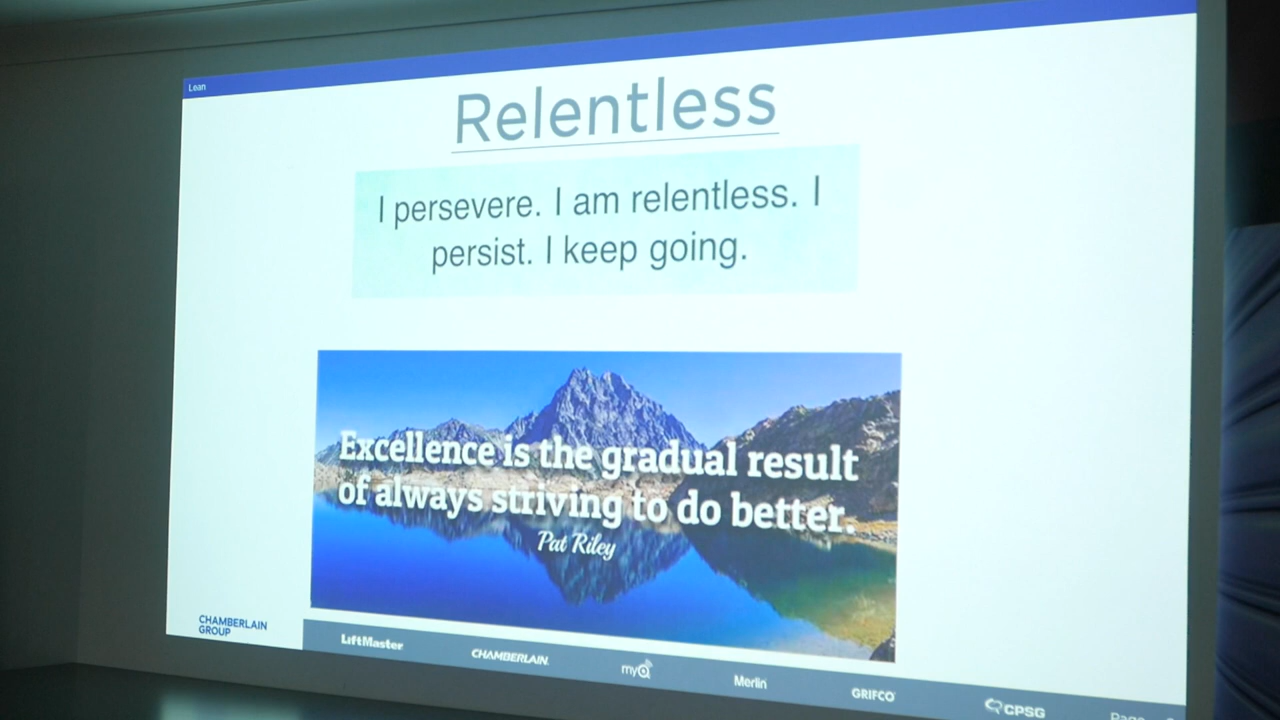 Lean
Relentless
I persevere. I am relentless. I
persist. I keep going.
Excellence is the gradual result
of always striving to do better.
Pat Riley
CHAMBERLAIN
GROUP
LiftMaster
CHAMBERLAIN
myQ
Merlin
GRIFCO
CPSG
Page